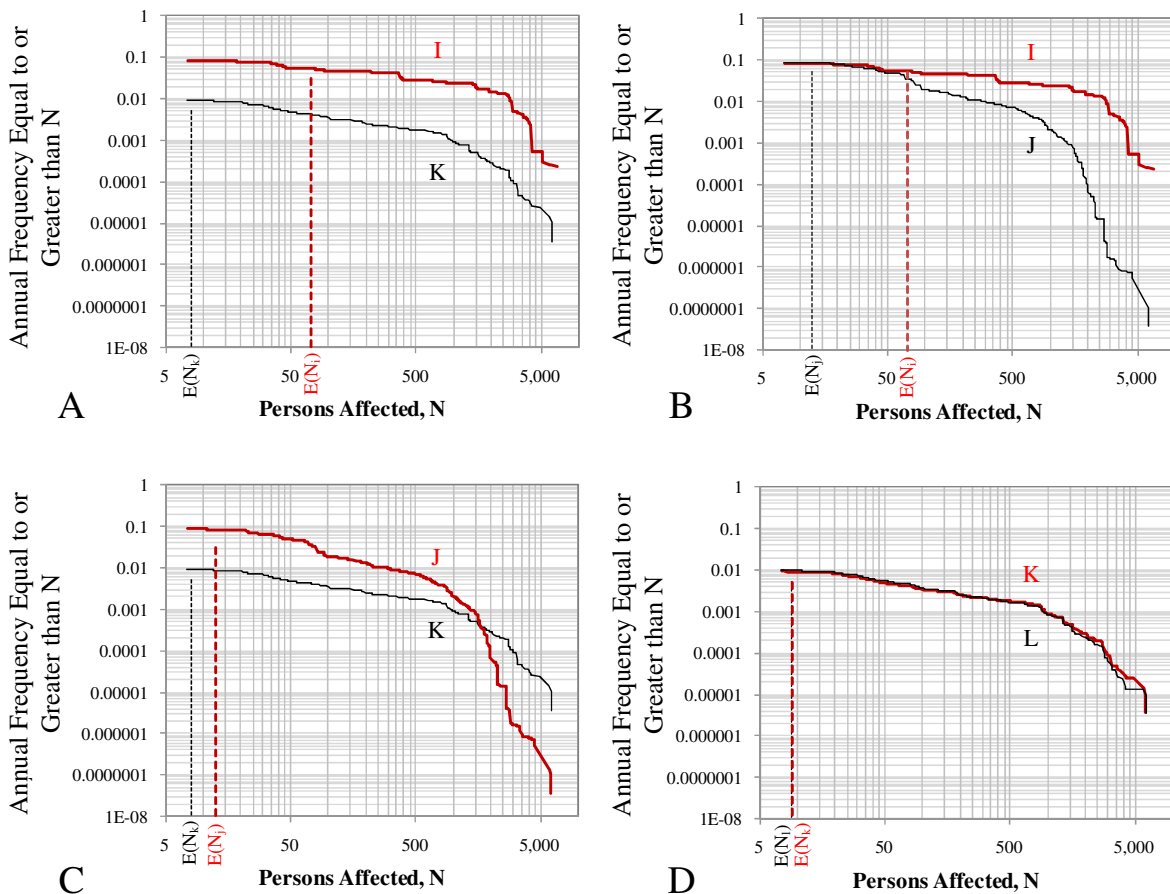 Annual Frequency Equal to or
Greater than N
1
0.1
0.01
0.001
0.0001
0.00001
0.000001
0.0000001
1E-08
I
K
5
50
500
5,000
E(Nk)
E(Ni)
Persons Affected, N
A
Annual Frequency Equal to or
Greater than N
1
0.1
0.01
0.001
0.0001
0.00001
0.000001
0.0000001
1E-08
I
J
5
50
500
5,000
E(Nj)
E(Ni)
Persons Affected, N
B
Annual Frequency Equal to or
Greater than N
1
0.1
0.01
0.001
0.0001
0.00001
0.000001
0.0000001
1E-08
J
K
5
50
500
5,000
E(Nk)
E(Nj)
Persons Affected, N
C
Annual Frequency Equal to or
Greater than N
1
0.1
0.01
0.001
0.0001
0.00001
0.000001
0.0000001
1E-08
K
L
5
50
500
5,000
E(Nl)
E(Nk)
Persons Affected, N
D